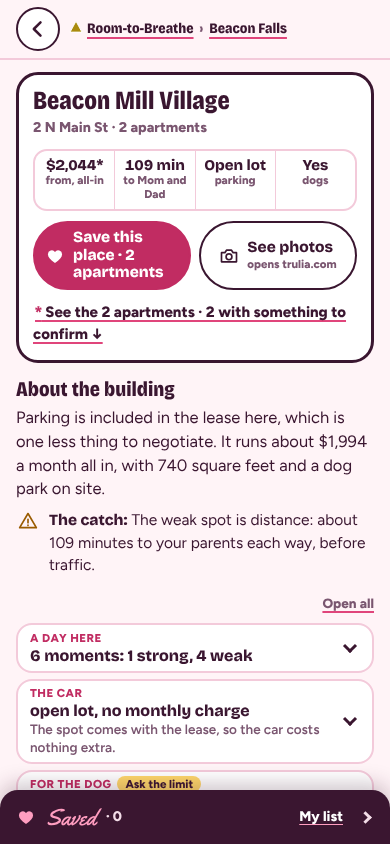 Room-to-Breathe › Beacon Falls
Beacon Mill Village
2 N Main St · 2 apartments
$2,044*
from, all-in
109 min
to Mom and
Dad
Open lot
parking
Yes
dogs
Save this
place · 2
apartments
See photos
opens trulia.com
* See the 2 apartments · 2 with something to
confirm ↓
About the building
Parking is included in the lease here, which is
one less thing to negotiate. It runs about $1,994
a month all in, with 740 square feet and a dog
park on site.
The catch: The weak spot is distance: about
109 minutes to your parents each way, before
traffic.
Open all
A DAY HERE
6 moments: 1 strong, 4 weak
THE CAR
open lot, no monthly charge
The spot comes with the lease, so the car costs
nothing extra.
FOR THE DOG Ask the limit
Saved · 0 My list